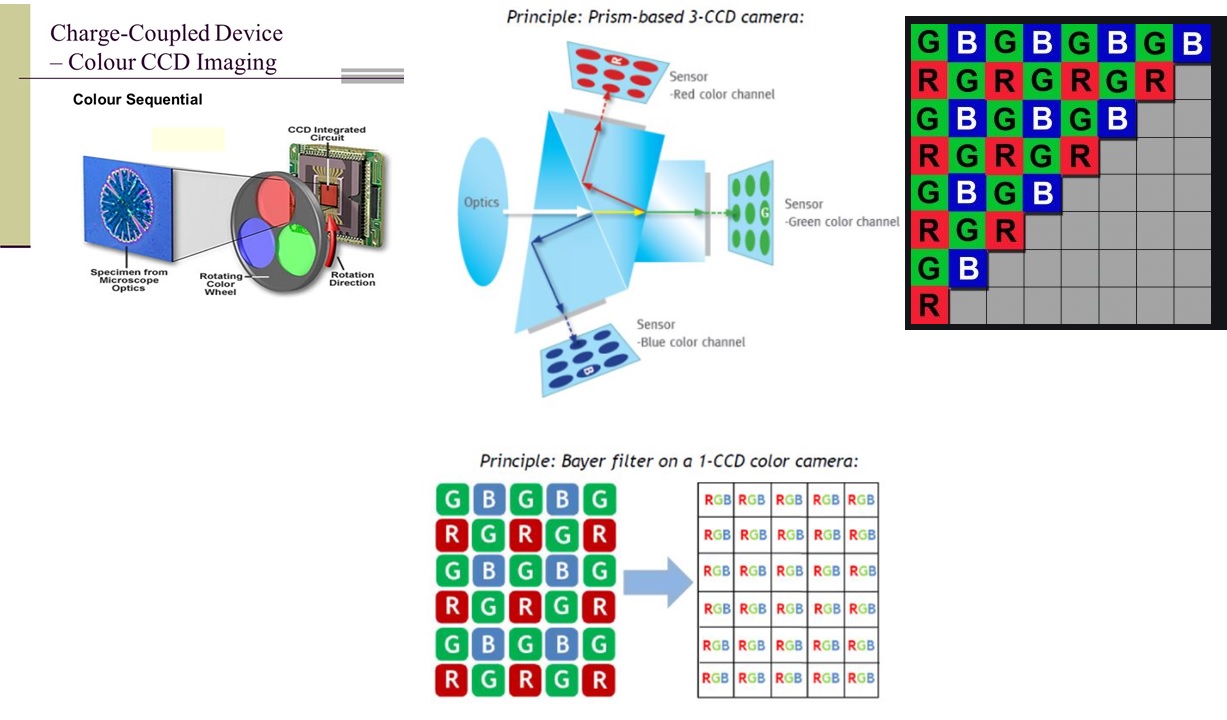 Charge-Coupled Device
– Colour CCD Imaging
Colour Sequential
CCD Integrated
Circuit
Specimen from
Microscope
Optics
Rotating
Color
Wheel
Rotation
Direction
Principle: Prism-based 3-CCD camera:
R
Sensor
-Red color channel
Optics
G
Sensor
-Green color channel
Sensor
-Blue color channel
B
G B G B G B G B
R G R G R G R
G B G B G B
R G R G R
G B G B
R G R
G B
R
Principle: Bayer filter on a 1-CCD color camera:
G B G B G
R G R G R
G B G B G
R G R G R
G B G B G
R G R G R
RGB RGB RGB RGB RGB
RGB RGB RGB RGB RGB
RGB RGB RGB RGB RGB
RGB RGB RGB RGB RGB
RGB RGB RGB RGB RGB
RGB RGB RGB RGB RGB